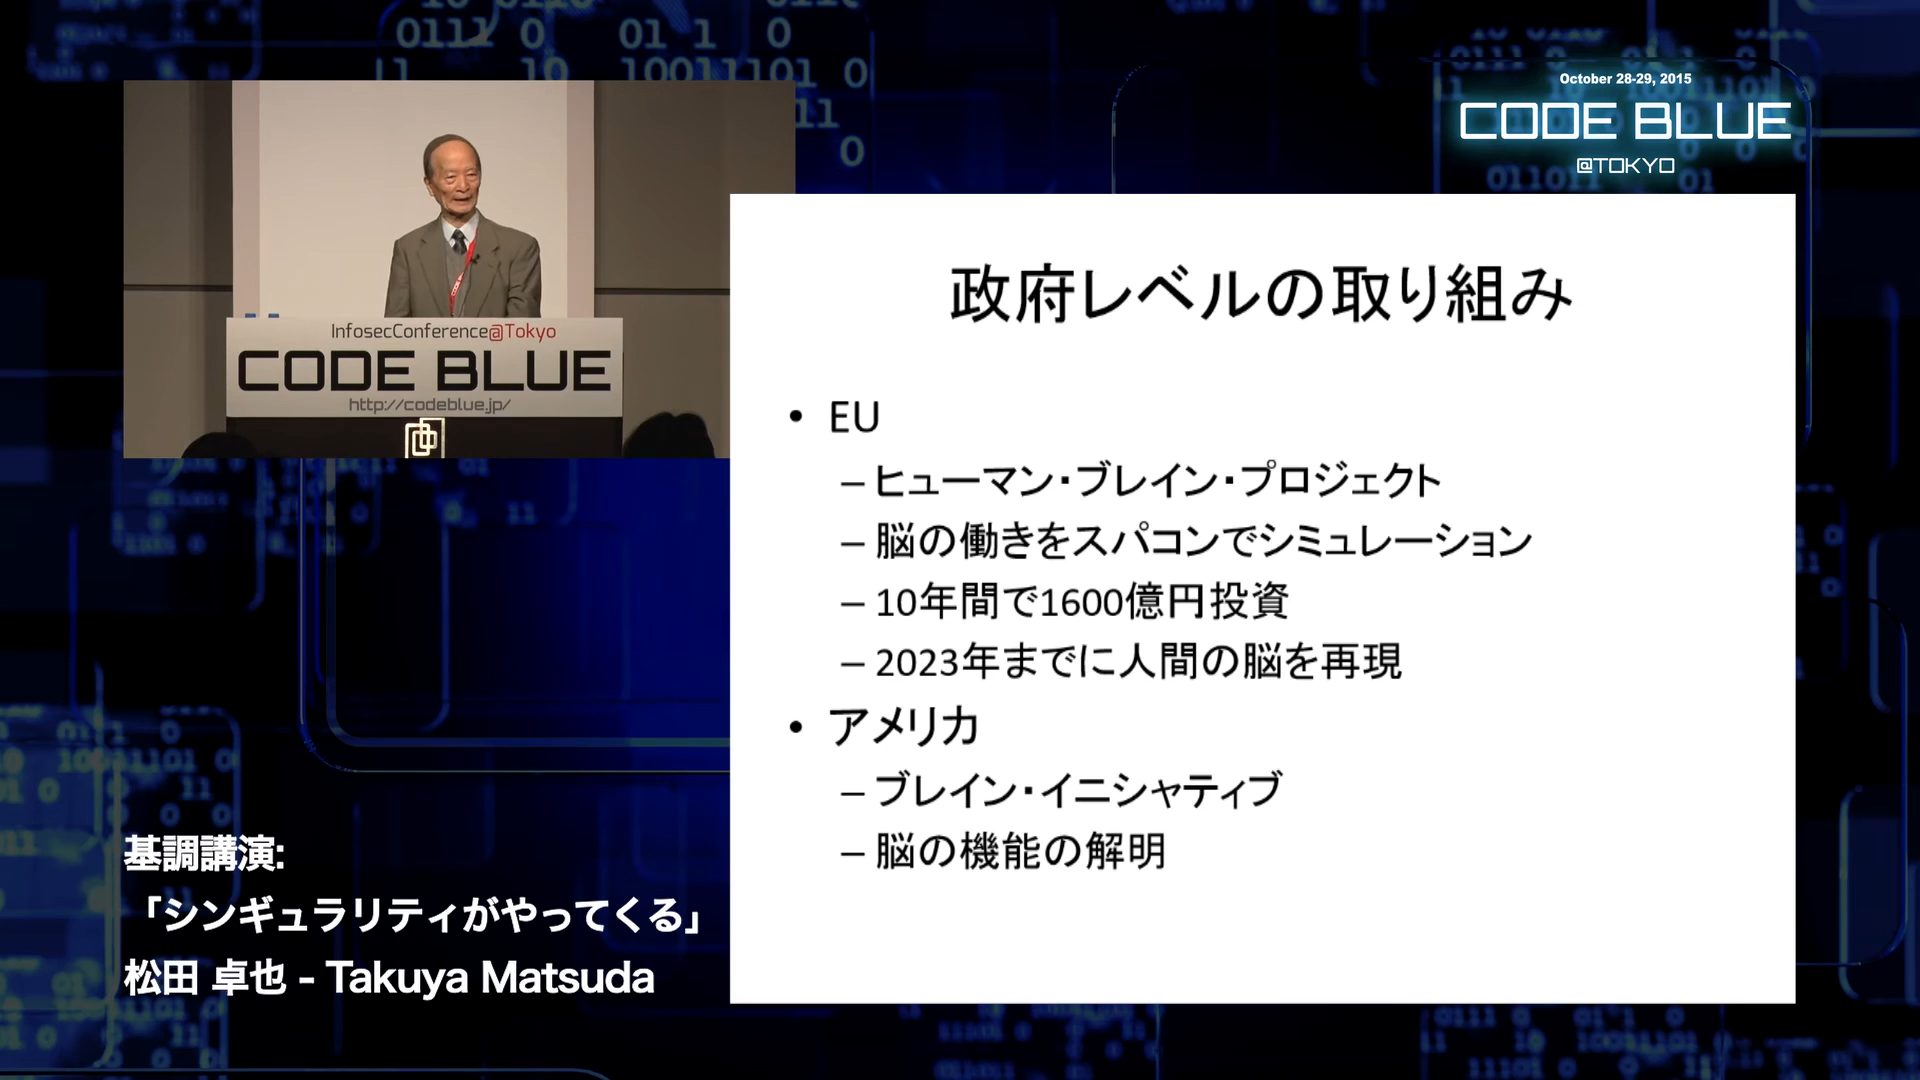 October 28-29, 2015
CODE BLUE
@TOKYO
InfosecConference@Tokyo
CODE BLUE
http://codeblue.jp/
政府レベルの取り組み
• EU
– ヒューマン・ブレイン・プロジェクト
– 脳の働きをスパコンでシミュレーション
– 10年間で1600億円投資
– 2023年までに人間の脳を再現
• アメリカ
– ブレイン・イニシャティブ
– 脳の機能の解明
基調講演:
「シンギュラリティがやってくる」
松田 卓也 - Takuya Matsuda